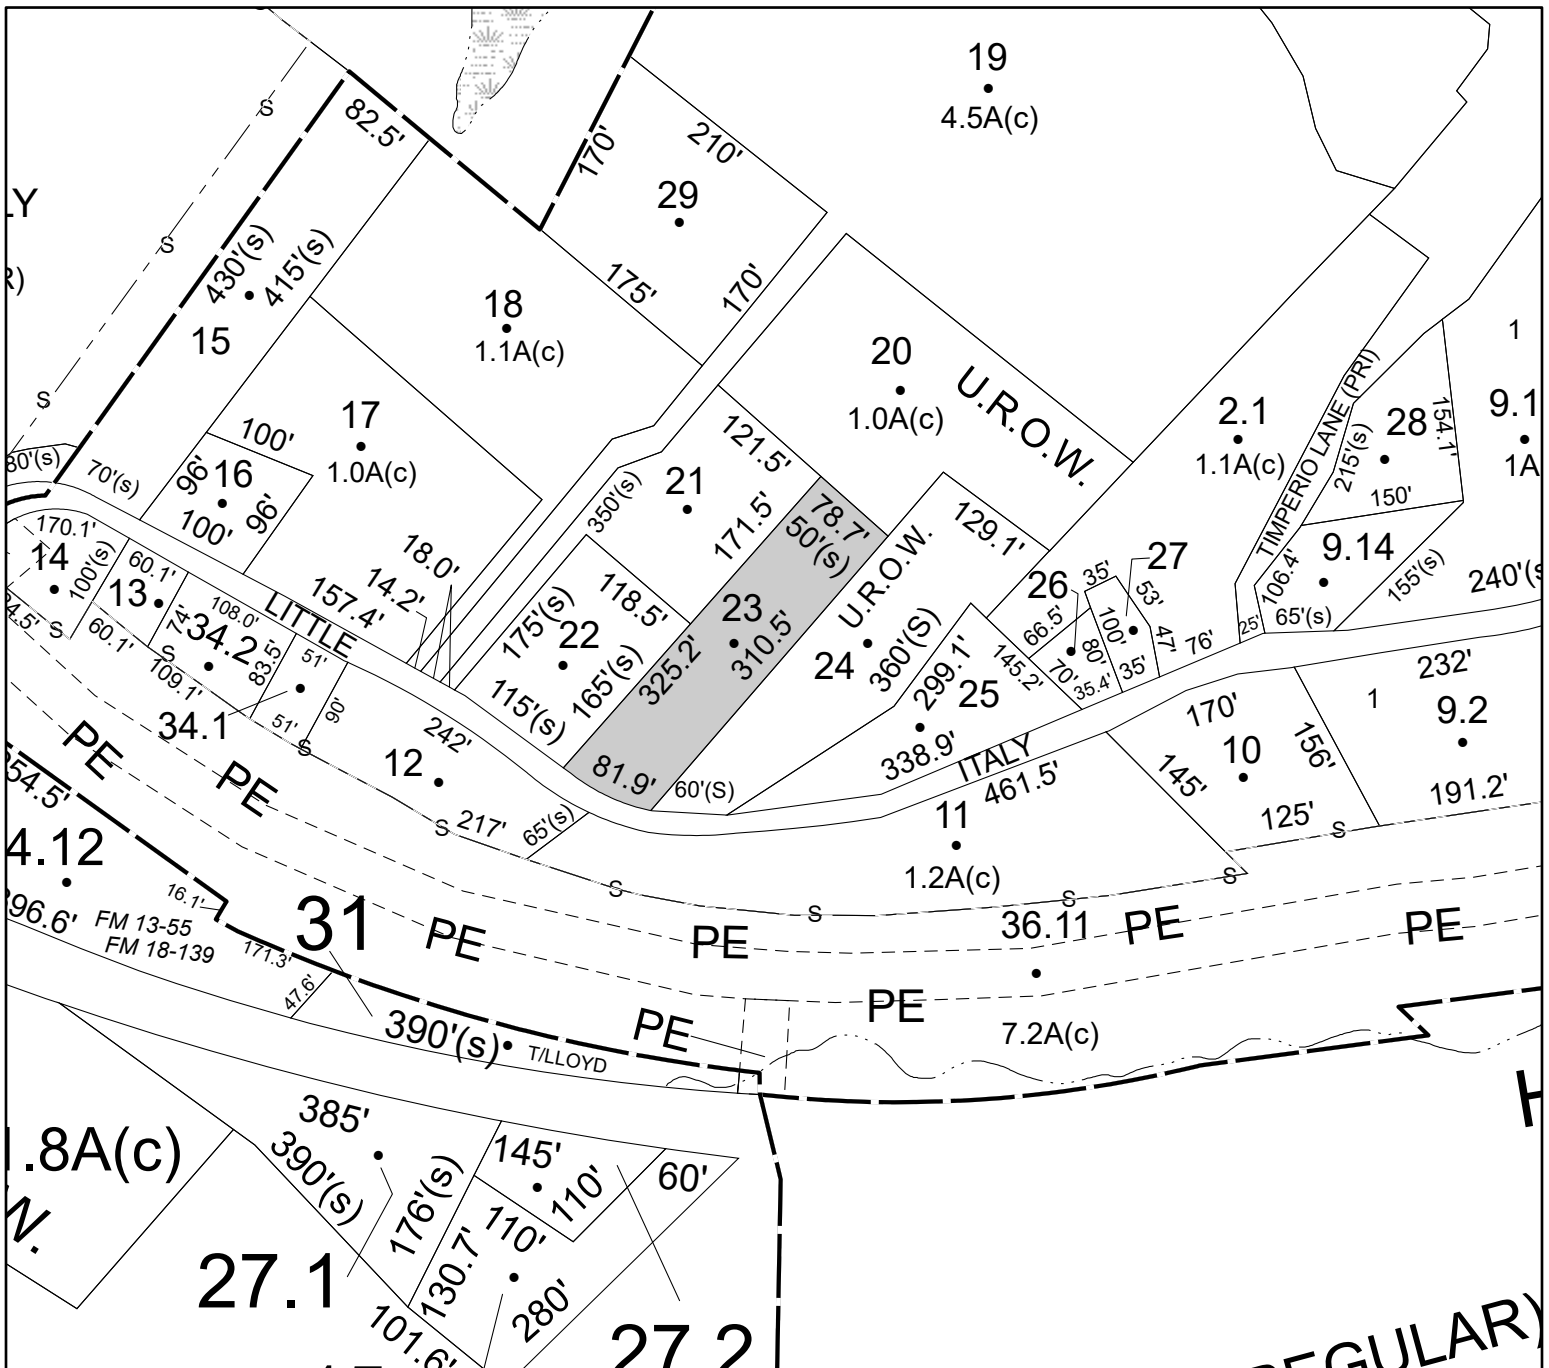 19
4.5A(c)
82.5'
170'
210'
29
175'
170'
LY
R)
S
S
S
430'(s)
415'(s)
15
18
1.1A(c)
20
1.0A(c)
U.R.O.W.
17
1.0A(c)
100'
96'
16
96'
100'
80'(s)
70'(s)
121.5'
21
350'(s)
171.5'
78.7'
50'(s)
U.R.O.W.
129.1'
2.1
1.1A(c)
TIMPERIO LANE (PRI)
28
154.1'
215'(s)
150'
1
9.1
1A
9.14
155'(s)
106.4'
65'(s)
25'
240'(s
170.1'
14
100'(s)
24.5'
S
60.1'
13
60.1'
74'
S
108.0'
34.2
109.1'
83.5'
LITTLE
51'
34.1
51'
90'
S
157.4'
14.2'
18.0'
118.5'
175'(s)
22
165'(s)
115'(s)
23
325.2'
310.5'
81.9'
24
360'(S)
60'(S)
299.1'
25
145.2'
338.9'
ITALY
461.5'
26
35'
27
53'
66.5'
100'
70'
80'
35.4'
35'
47'
76'
12
242'
217'
S
65'(s)
11
1.2A(c)
145'
170'
10
156'
125'
S
232'
1
9.2
191.2'
S
S
S
S
PE
PE
PE
PE
PE
PE
PE
PE
36.11
7.2A(c)
354.5'
4.12
396.6'
16.1'
FM 13-55
FM 18-139
171.3'
47.6'
31
390'(s)
T/LLOYD
385'
390'(s)
176'(s)
145'
110'
60'
110'
130.7'
280'
27.1
27.2
101.6'
1.8A(c)
W.
H
REGULAR)